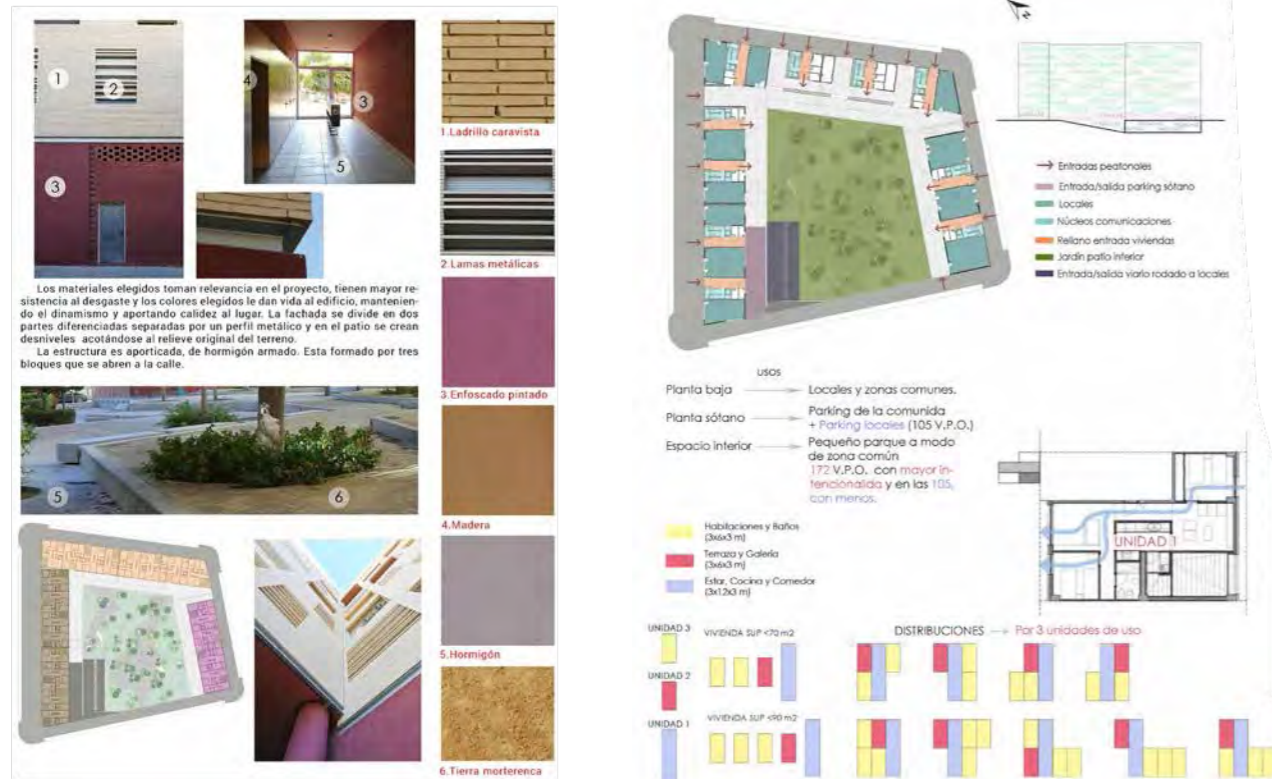 1
2
3
4
3
5
1.Ladrillo caravista
2.Lamas metálicas
Los materiales elegidos toman relevancia en el proyecto, tienen mayor re-
sistencia al desgaste y los colores elegidos le dan vida al edificio, mantenien-
do el dinamismo y aportando calidez al lugar. La fachada se divide en dos
partes diferenciadas separadas por un perfil metálico y en el patio se crean
desniveles acotándose al relieve original del terreno.
La estructura es aporticada, de hormigón armado. Esta formado por tres
bloques que se abren a la calle.
3.Enfoscado pintado
5
6
4.Madera
5.Hormigón
6.Tierra morterenca
N
Entradas peatonales
Entrada/salida parking sótano
Locales
Núcleos comunicaciones
Rellano entrada viviendas
Jardín patio interior
Entrada/salida viario rodado a locales
USOS
Planta baja → Locales y zonas comunes.
Planta sótano → Parking de la comunida
+ Parking locales (105 V.P.O.)
Espacio interior → Pequeño parque a modo
de zona común
172 V.P.O. con mayor in-
tencionalida y en las 105,
con menos.
UNIDAD 1
Habitaciones y Baños
(3x6x3 m)
Terraza y Galería
(3x6x3 m)
Estar, Cocina y Comedor
(3x12x3 m)
UNIDAD 3
VIVIENDA SUP <70 m2
DISTRIBUCIONES → Por 3 unidades de uso
UNIDAD 2
UNIDAD 1
VIVIENDA SUP <90 m2